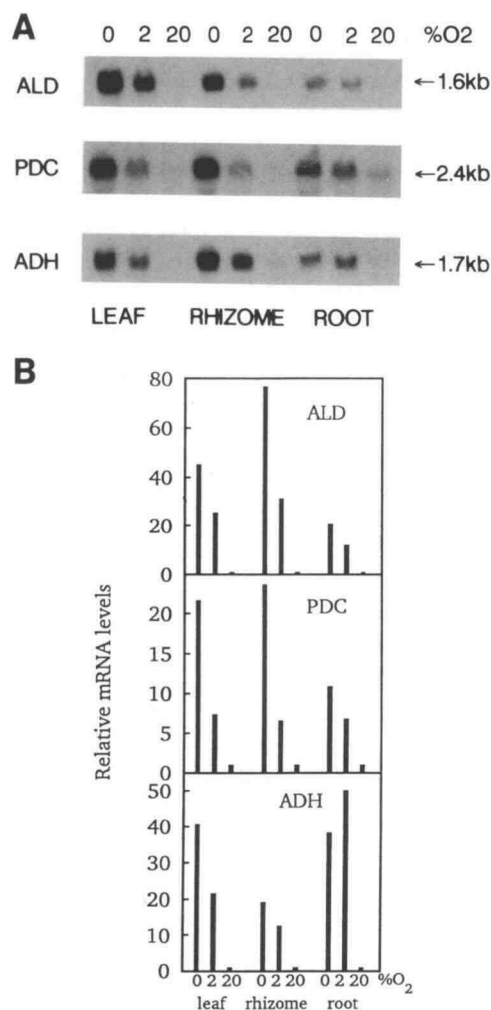 A
0 2 20 0 2 20 0 2 20 %O2
ALD ←1.6kb
PDC ←2.4kb
ADH ←1.7kb
LEAF RHIZOME ROOT
B
Relative mRNA levels
80
60
40
20
0
ALD
20
15
10
5
0
PDC
50
40
30
20
10
0
ADH
0 2 20 0 2 20 0 2 20 %O₂
leaf rhizome root